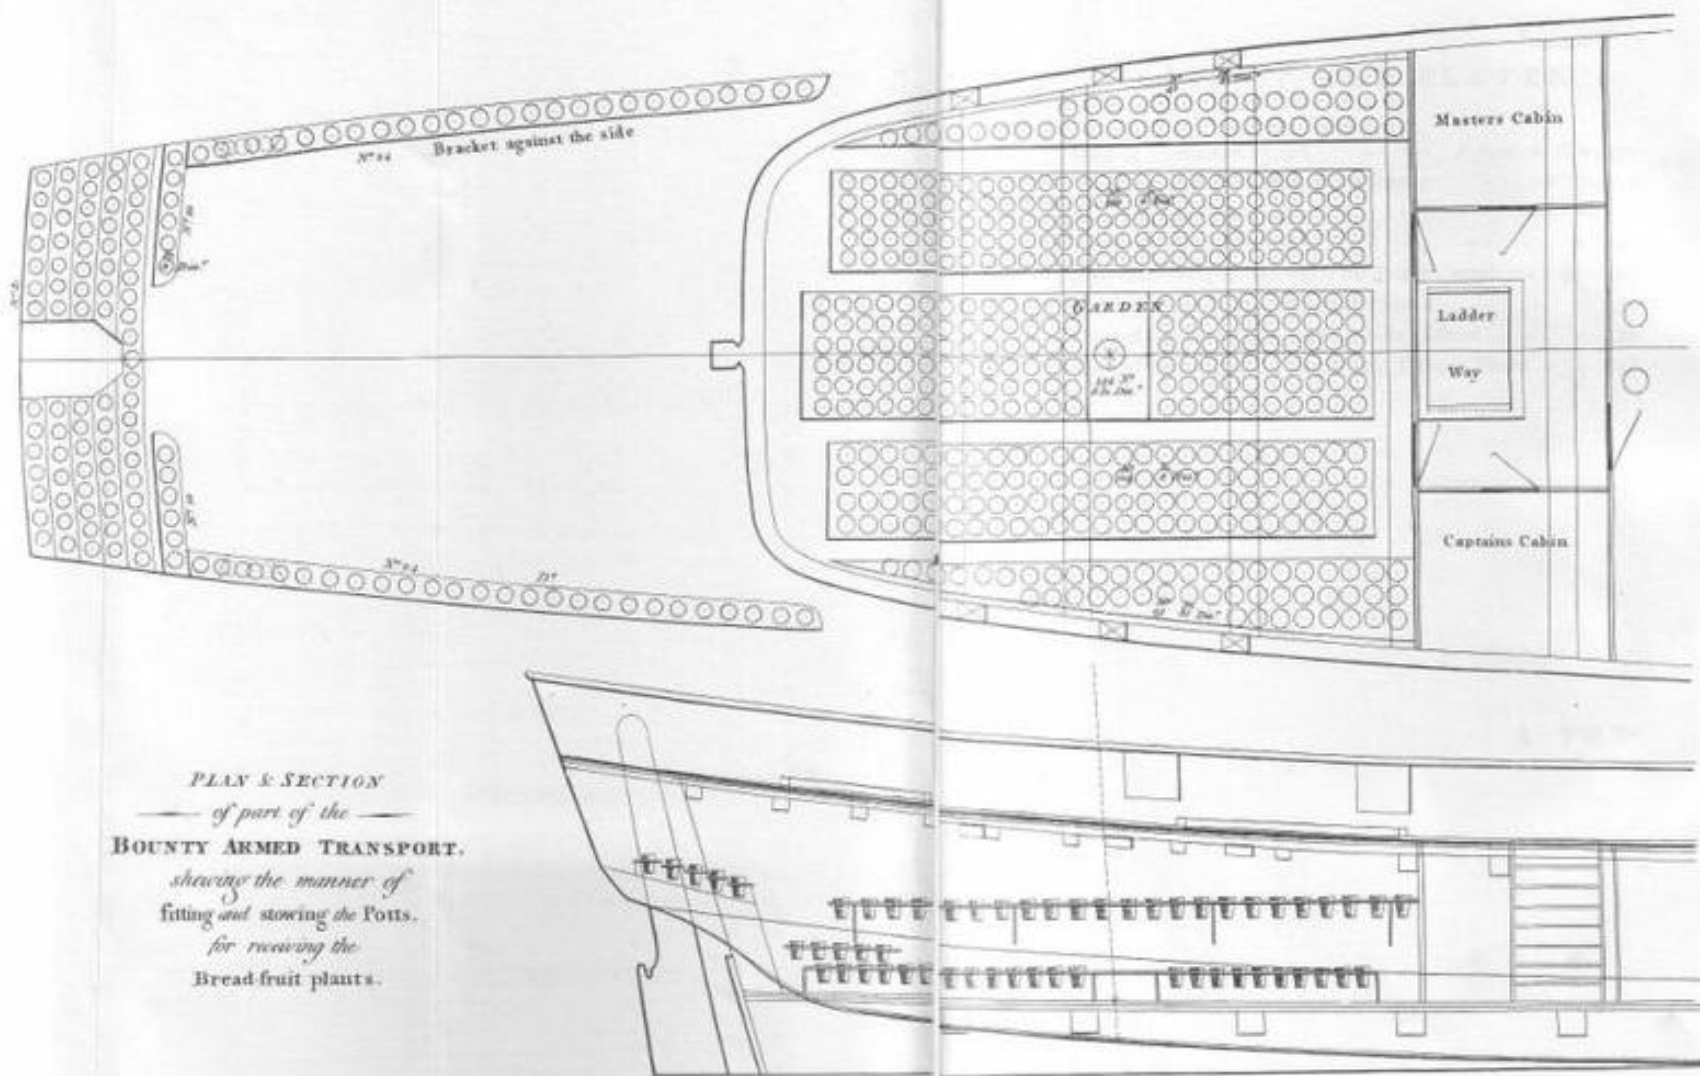 Bracket against the side
Masters Cabin
GARDEN
Ladder
Way
Captains Cabin
PLAN & SECTION
of part of the
BOUNTY ARMED TRANSPORT.
shewing the manner of
fitting and stowing the Potts.
for receiving the
Bread-fruit plants.